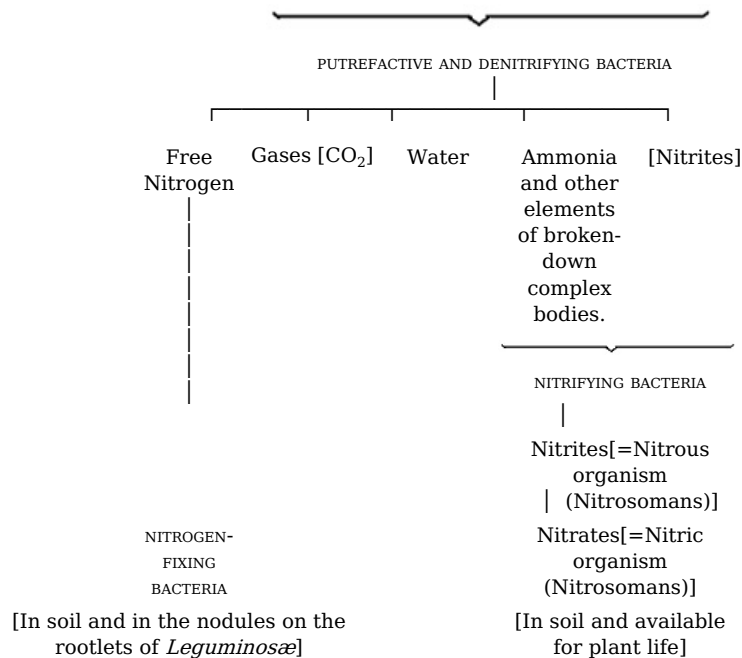 PUTREFACTIVE AND DENITRIFYING BACTERIA
Free
Nitrogen
Gases [CO₂]
Water
Ammonia
and other
elements
of broken-
down
complex
bodies.
[Nitrites]
NITRIFYING BACTERIA
Nitrites[=Nitrous
organism
(Nitrosomans)]
NITROGEN-
FIXING
BACTERIA
Nitrates[=Nitric
organism
(Nitrosomans)]
[In soil and in the nodules on the
rootlets of Leguminosæ]
[In soil and available
for plant life]